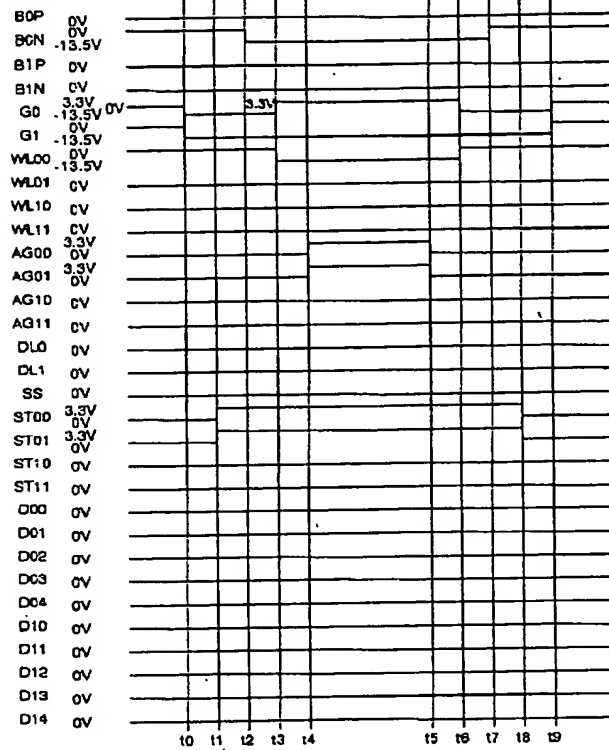 B0P 0V
B0N 0V -13.5V
B1P 0V
B1N 0V
G0 3.3V -13.5V 0V 3.3V
G1 0V -13.5V
WL00 0V -13.5V
WL01 0V
WL10 0V
WL11 0V
AG00 3.3V 0V
AG01 3.3V 0V
AG10 0V
AG11 0V
DL0 0V
DL1 0V
SS 0V
ST00 3.3V 0V
ST01 3.3V 0V
ST10 0V
ST11 0V
D00 0V
D01 0V
D02 0V
D03 0V
D04 0V
D10 0V
D11 0V
D12 0V
D13 0V
D14 0V
t0 t1 t2 t3 t4 t5 t6 t7 t8 t9